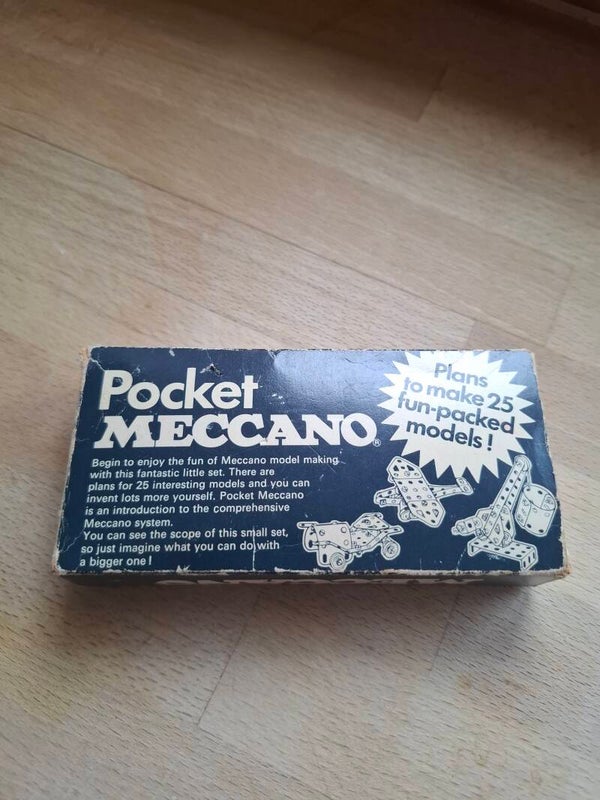 Pocket
MECCANO®
Begin to enjoy the fun of Meccano model making
with this fantastic little set. There are
plans for 25 interesting models and you can
invent lots more yourself. Pocket Meccano
is an introduction to the comprehensive
Meccano system.
You can see the scope of this small set,
so just imagine what you can do with
a bigger one!
Plans
to make 25
fun-packed
models!